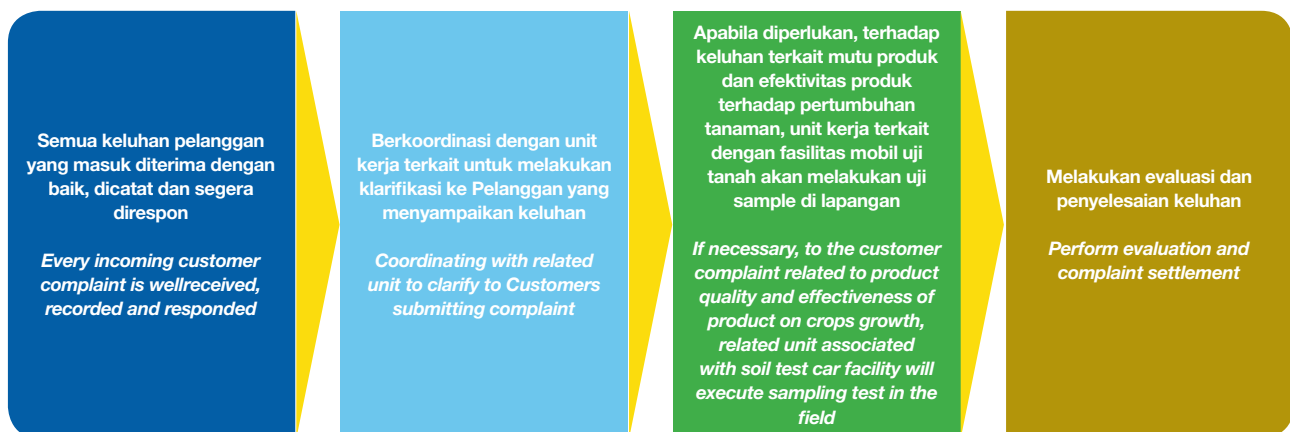 Semua keluhan pelanggan
yang masuk diterima dengan
baik, dicatat dan segera
direspon
Every incoming customer
complaint is wellreceived,
recorded and responded
Berkoordinasi dengan unit
kerja terkait untuk melakukan
klarifikasi ke Pelanggan yang
menyampaikan keluhan
Coordinating with related
unit to clarify to Customers
submitting complaint
Apabila diperlukan, terhadap
keluhan terkait mutu produk
dan efektivitas produk
terhadap pertumbuhan
tanaman, unit kerja terkait
dengan fasilitas mobil uji
tanah akan melakukan uji
sample di lapangan
If necessary, to the customer
complaint related to product
quality and effectiveness of
product on crops growth,
related unit associated
with soil test car facility will
execute sampling test in the
field
Melakukan evaluasi dan
penyelesaian keluhan
Perform evaluation and
complaint settlement